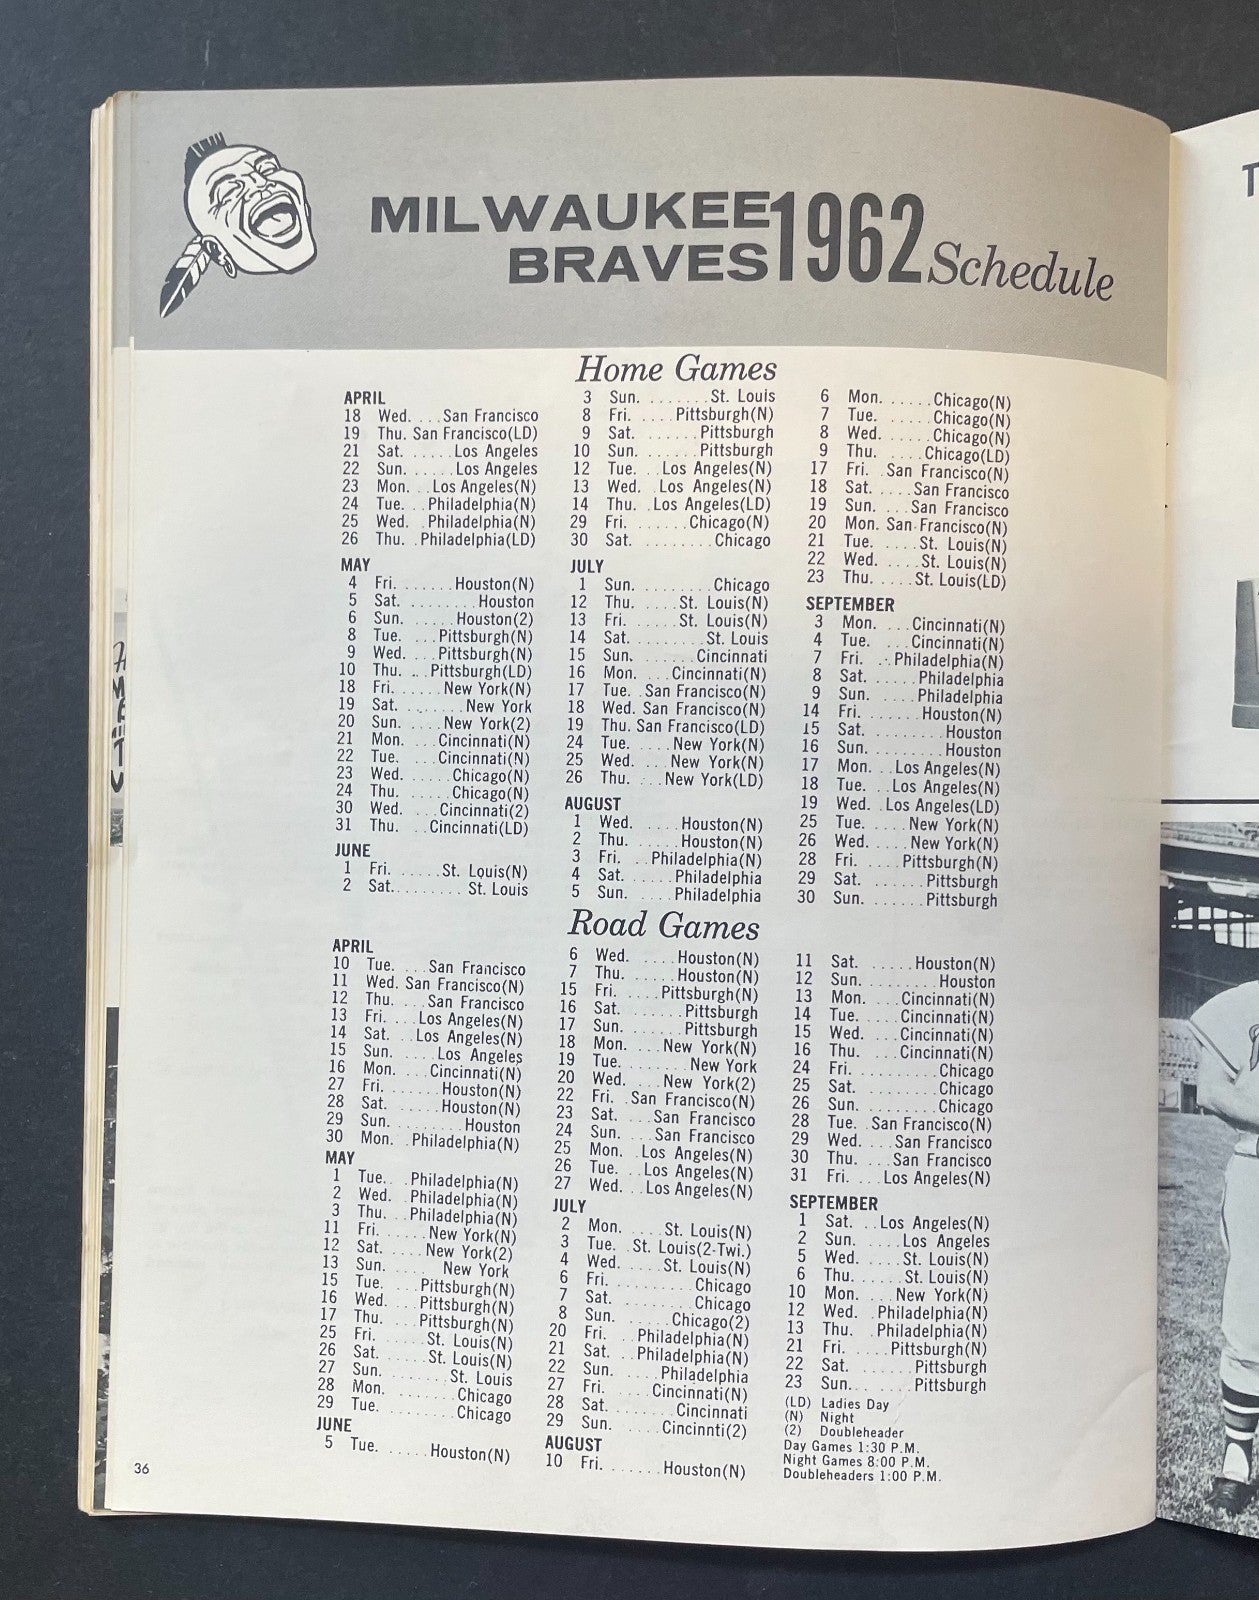 MILWAUKEE
BRAVES 1962 Schedule
Home Games
APRIL
18 Wed. . . . San Francisco
19 Thu. San Francisco(LD)
21 Sat. . . . . . Los Angeles
22 Sun. . . . . . Los Angeles
23 Mon. . . Los Angeles(N)
24 Tue. . . Philadelphia(N)
25 Wed. . Philadelphia(N)
26 Thu. . Philadelphia(LD)
MAY
4 Fri. . . . . . . Houston(N)
5 Sat. . . . . . . . . Houston
6 Sun. . . . . . Houston(2)
8 Tue. . . . Pittsburgh(N)
9 Wed. . . . Pittsburgh(N)
10 Thu. . . Pittsburgh(LD)
18 Fri. . . . . . New York(N)
19 Sat. . . . . . . New York
20 Sun. . . . . New York(2)
21 Mon. . . . Cincinnati(N)
22 Tue. . . . . Cincinnati(N)
23 Wed. . . . . . Chicago(N)
24 Thu. . . . . . Chicago(N)
30 Wed. . . . Cincinnati(2)
31 Thu. . . Cincinnati(LD)
JUNE
1 Fri. . . . . . St. Louis(N)
2 Sat. . . . . . . . . St. Louis
3 Sun. . . . . . . . St. Louis
8 Fri. . . . . Pittsburgh(N)
9 Sat. . . . . . . Pittsburgh
10 Sun. . . . . . . Pittsburgh
12 Tue. . . Los Angeles(N)
13 Wed. . Los Angeles(N)
14 Thu. . Los Angeles(LD)
29 Fri. . . . . . . Chicago(N)
30 Sat. . . . . . . . . Chicago
JULY
1 Sun. . . . . . . . . Chicago
12 Thu. . . . . St. Louis(N)
13 Fri. . . . . . St. Louis(N)
14 Sat. . . . . . . . . St. Louis
15 Sun. . . . . . . Cincinnati
16 Mon. . . . Cincinnati(N)
17 Tue. . San Francisco(N)
18 Wed. San Francisco(N)
19 Thu. San Francisco(LD)
24 Tue. . . . . New York(N)
25 Wed. . . . New York(N)
26 Thu. . . . New York(LD)
AUGUST
1 Wed. . . . . . Houston(N)
2 Thu. . . . . . Houston(N)
3 Fri. . . . Philadelphia(N)
4 Sat. . . . . . Philadelphia
5 Sun. . . . . Philadelphia
6 Mon. . . . . . Chicago(N)
7 Tue. . . . . . . Chicago(N)
8 Wed. . . . . . Chicago(N)
9 Thu. . . . . . Chicago(LD)
17 Fri. . San Francisco(N)
18 Sat. . . . . San Francisco
19 Sun. . . . San Francisco
20 Mon. San Francisco(N)
21 Tue. . . . . St. Louis(N)
22 Wed. . . . . St. Louis(N)
23 Thu. . . . . St. Louis(LD)
SEPTEMBER
3 Mon. . . . Cincinnati(N)
4 Tue. . . . . Cincinnati(N)
7 Fri. . . . Philadelphia(N)
8 Sat. . . . . . Philadelphia
9 Sun. . . . . . Philadelphia
14 Fri. . . . . . . Houston(N)
15 Sat. . . . . . . . . Houston
16 Sun. . . . . . . . . Houston
17 Mon. . . Los Angeles(N)
18 Tue. . . Los Angeles(N)
19 Wed. . Los Angeles(LD)
25 Tue. . . . . New York(N)
26 Wed. . . . . New York(N)
28 Fri. . . . . Pittsburgh(N)
29 Sat. . . . . . . Pittsburgh
30 Sun. . . . . . . Pittsburgh
Road Games
APRIL
10 Tue. . . . San Francisco
11 Wed. San Francisco(N)
12 Thu. . . . San Francisco
13 Fri. . . . Los Angeles(N)
14 Sat. . . Los Angeles(N)
15 Sun. . . . . Los Angeles
16 Mon. . . . Cincinnati(N)
27 Fri. . . . . . . Houston(N)
28 Sat. . . . . . . Houston(N)
29 Sun. . . . . . . . . Houston
30 Mon. . Philadelphia(N)
MAY
1 Tue. . . Philadelphia(N)
2 Wed. . Philadelphia(N)
3 Thu. . . Philadelphia(N)
11 Fri. . . . . . New York(N)
12 Sat. . . . . New York(2)
13 Sun. . . . . . . New York
15 Tue. . . . Pittsburgh(N)
16 Wed. . . . Pittsburgh(N)
17 Thu. . . . Pittsburgh(N)
25 Fri. . . . . . St. Louis(N)
26 Sat. . . . . . St. Louis(N)
27 Sun. . . . . . . . St. Louis
28 Mon. . . . . . . . Chicago
29 Tue. . . . . . . . . Chicago
JUNE
5 Tue. . . . . . Houston(N)
6 Wed. . . . . Houston(N)
7 Thu. . . . . . Houston(N)
15 Fri. . . . . Pittsburgh(N)
16 Sat. . . . . . . Pittsburgh
17 Sun. . . . . . . Pittsburgh
18 Mon. . . . New York(N)
19 Tue. . . . . . . . New York
20 Wed. . . . New York(2)
22 Fri. . San Francisco(N)
23 Sat. . . . . San Francisco
24 Sun. . . . San Francisco
25 Mon. . Los Angeles(N)
26 Tue. . . Los Angeles(N)
27 Wed. . . Los Angeles(N)
JULY
2 Mon. . . . . St. Louis(N)
3 Tue. . St. Louis(2-Twi.)
4 Wed. . . . . St. Louis(N)
6 Fri. . . . . . . . . . Chicago
7 Sat. . . . . . . . . Chicago
8 Sun. . . . . . Chicago(2)
20 Fri. . . . Philadelphia(N)
21 Sat. . . Philadelphia(N)
22 Sun. . . . . Philadelphia
27 Fri. . . . . Cincinnati(N)
28 Sat. . . . . . . . Cincinnati
29 Sun. . . . . Cincinnti(2)
AUGUST
10 Fri. . . . . . . Houston(N)
11 Sat. . . . . . Houston(N)
12 Sun. . . . . . . . Houston
13 Mon. . . . Cincinnati(N)
14 Tue. . . . . Cincinnati(N)
15 Wed. . . . Cincinnati(N)
16 Thu. . . . . Cincinnati(N)
24 Fri. . . . . . . . . . Chicago
25 Sat. . . . . . . . . Chicago
26 Sun. . . . . . . . . Chicago
28 Tue. . San Francisco(N)
29 Wed. . . . San Francisco
30 Thu. . . . San Francisco
31 Fri. . . . Los Angeles(N)
SEPTEMBER
1 Sat. . . Los Angeles(N)
2 Sun. . . . . Los Angeles
5 Wed. . . . . St. Louis(N)
6 Thu. . . . . St. Louis(N)
10 Mon. . . . New York(N)
12 Wed. . Philadelphia(N)
13 Thu. . Philadelphia(N)
21 Fri. . . . . Pittsburgh(N)
22 Sat. . . . . . . Pittsburgh
23 Sun. . . . . . . Pittsburgh
(LD) Ladies Day
(N) Night
(2) Doubleheader
Day Games 1:30 P.M.
Night Games 8:00 P.M.
Doubleheaders 1:00 P.M.
36
T